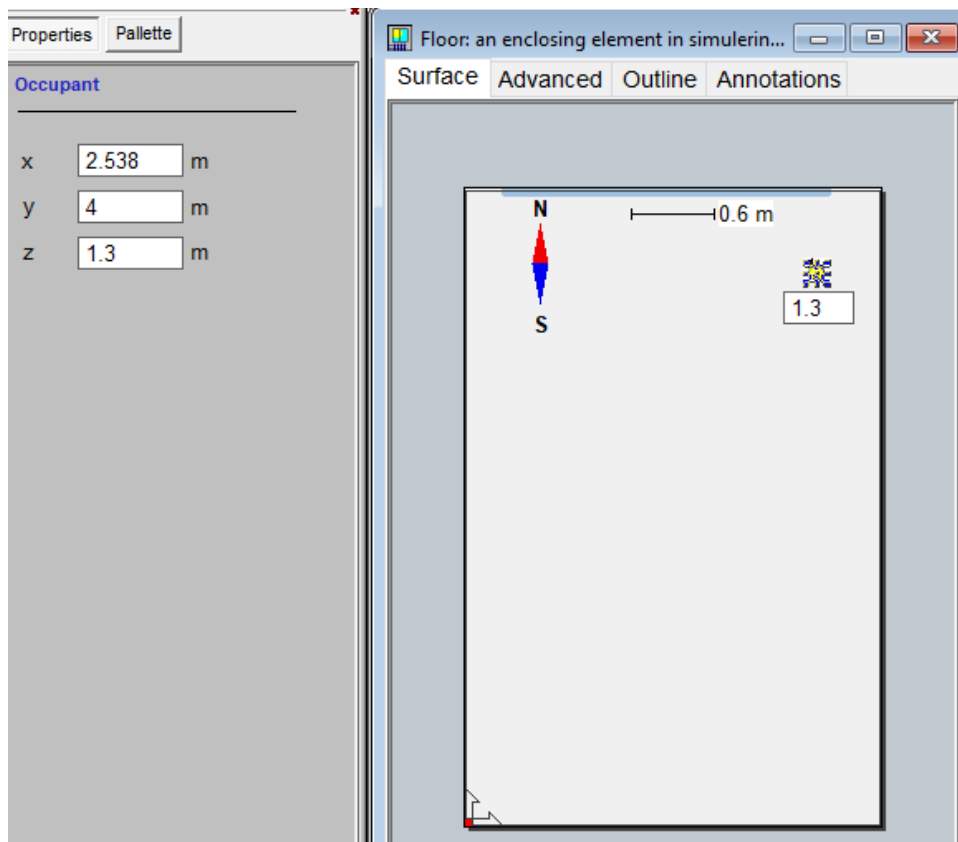 Properties Pallette
Occupant
x 2.538 m
y 4 m
z 1.3 m
Floor: an enclosing element in simulerin...
Surface Advanced Outline Annotations
N
0.6 m
1.3
S